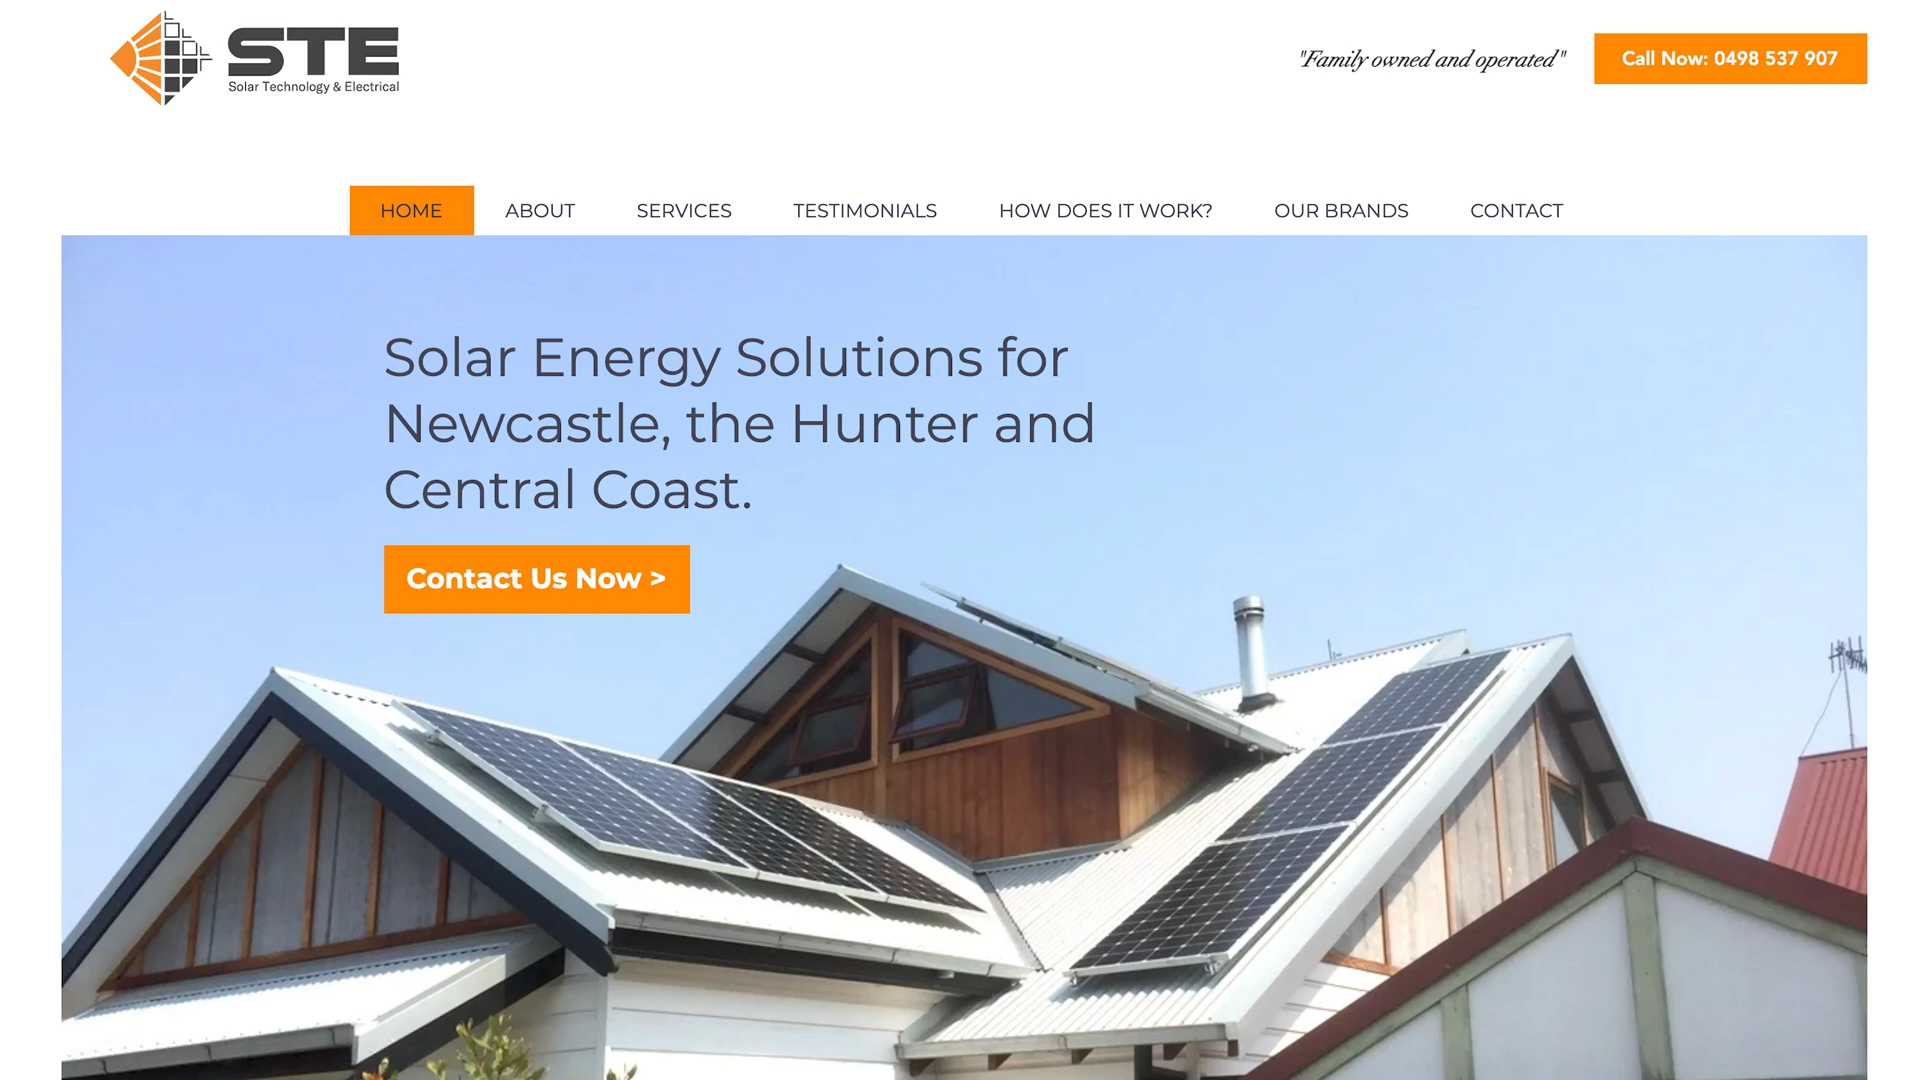 STE
Solar Technology & Electrical
"Family owned and operated"
Call Now: 0498 537 907
HOME
ABOUT
SERVICES
TESTIMONIALS
HOW DOES IT WORK?
OUR BRANDS
CONTACT
Solar Energy Solutions for
Newcastle, the Hunter and
Central Coast.
Contact Us Now >